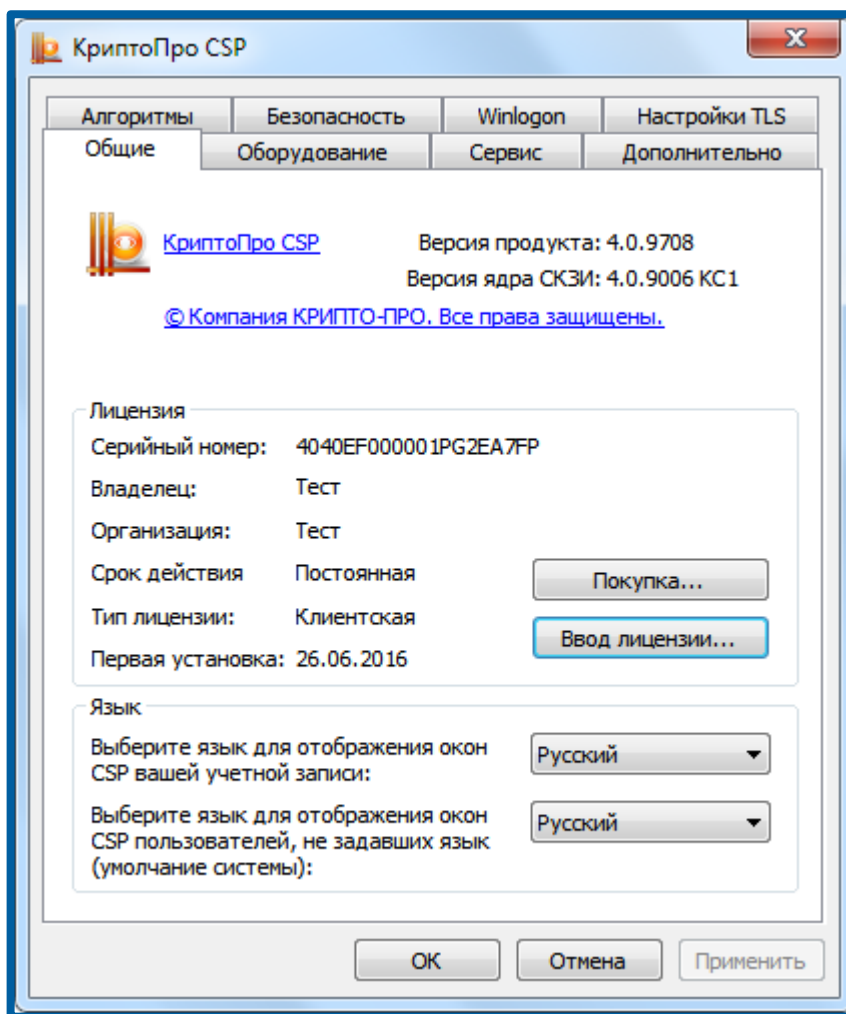 КриптоПро CSP
Алгоритмы Безопасность Winlogon Настройки TLS
Общие Оборудование Сервис Дополнительно
КриптоПро CSP Версия продукта: 4.0.9708
Версия ядра СКЗИ: 4.0.9006 КС1
© Компания КРИПТО-ПРО. Все права защищены.
Лицензия
Серийный номер: 4040EF000001PG2EA7FP
Владелец: Тест
Организация: Тест
Срок действия Постоянная Покупка...
Тип лицензии: Клиентская
Ввод лицензии...
Первая установка: 26.06.2016
Язык
Выберите язык для отображения окон
CSP вашей учетной записи:
Русский
Выберите язык для отображения окон
CSP пользователей, не задавших язык
(умолчание системы):
Русский
ОК Отмена Применить